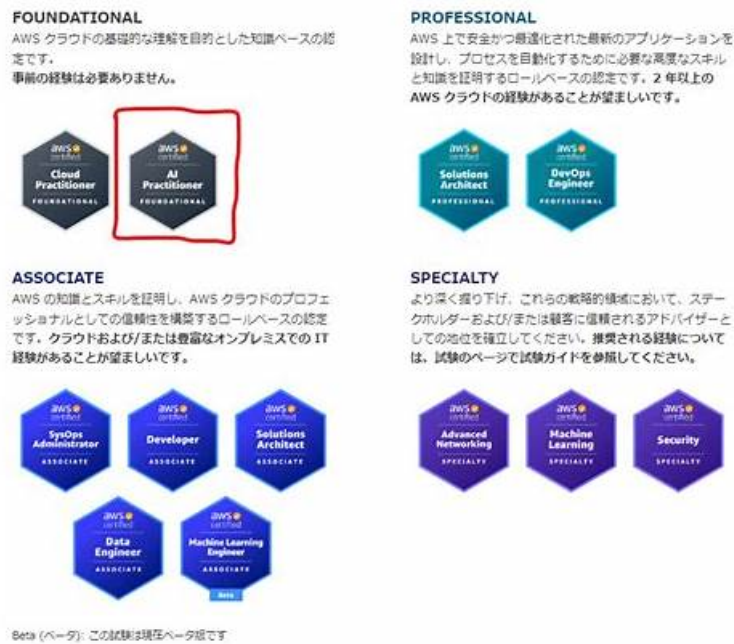 FOUNDATIONAL
AWS クラウドの基礎的な理解を目的とした知識ベースの認
定です。
事前の経験は必要ありません。
aws
certified
Cloud
Practitioner
FOUNDATIONAL
aws
certified
AI
Practitioner
FOUNDATIONAL
PROFESSIONAL
AWS 上で安全かつ最適化された最新のアプリケーションを
設計し、プロセスを自動化するために必要な高度なスキル
と知識を証明するロールベースの認定です。2 年以上の
AWS クラウドの経験があることが望ましいです。
aws
certified
Solutions
Architect
PROFESSIONAL
aws
certified
DevOps
Engineer
PROFESSIONAL
ASSOCIATE
AWS の知識とスキルを証明し、AWS クラウドのプロフェ
ッショナルとしての信頼性を構築するロールベースの認定
です。クラウドおよび/または豊富なオンプレミスでの IT
経験があることが望ましいです。
aws
certified
SysOps
Administrator
ASSOCIATE
aws
certified
Developer
ASSOCIATE
aws
certified
Solutions
Architect
ASSOCIATE
aws
certified
Data
Engineer
ASSOCIATE
aws
certified
Machine Learning
Engineer
ASSOCIATE
Beta
SPECIALTY
より深く掘り下げ、これらの戦略的領域において、ステー
クホルダーおよび/または顧客に信頼されるアドバイザーと
しての地位を確立してください。推奨される経験について
は、試験のページで試験ガイドを参照してください。
aws
certified
Advanced
Networking
SPECIALTY
aws
certified
Machine
Learning
SPECIALTY
aws
certified
Security
SPECIALTY
Beta (ベータ): この試験は現在ベータ版です